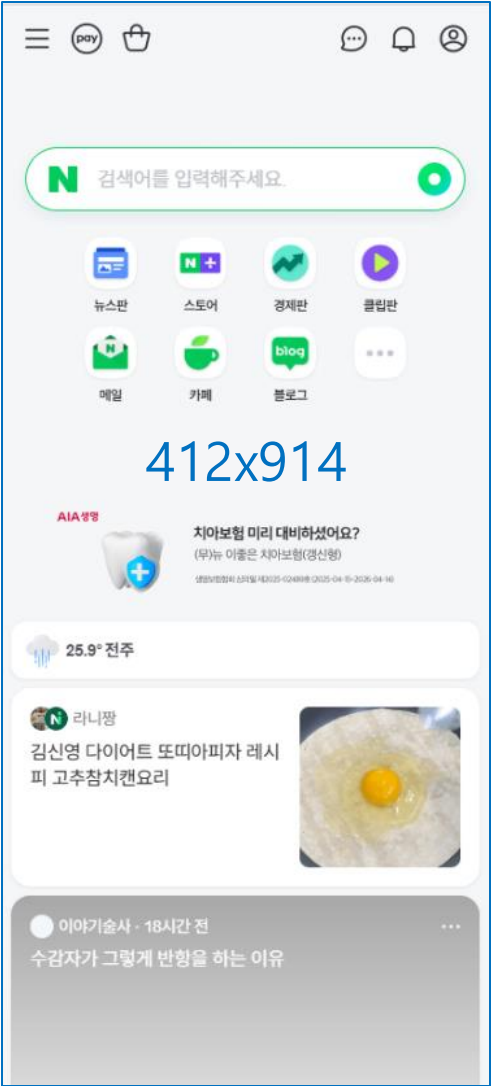 pay
N 검색어를 입력해주세요.
뉴스판 스토어 경제판 클립판
blog
메일 카페 블로그
412x914
AIA생명
치아보험 미리 대비하셨어요?
(무)뉴 이좋은 치아보험(갱신형)
25.9° 전주
라니짱
김신영 다이어트 또띠아피자 레시
피 고추참치캔요리
이야기술사 · 18시간 전
수감자가 그렇게 반항을 하는 이유